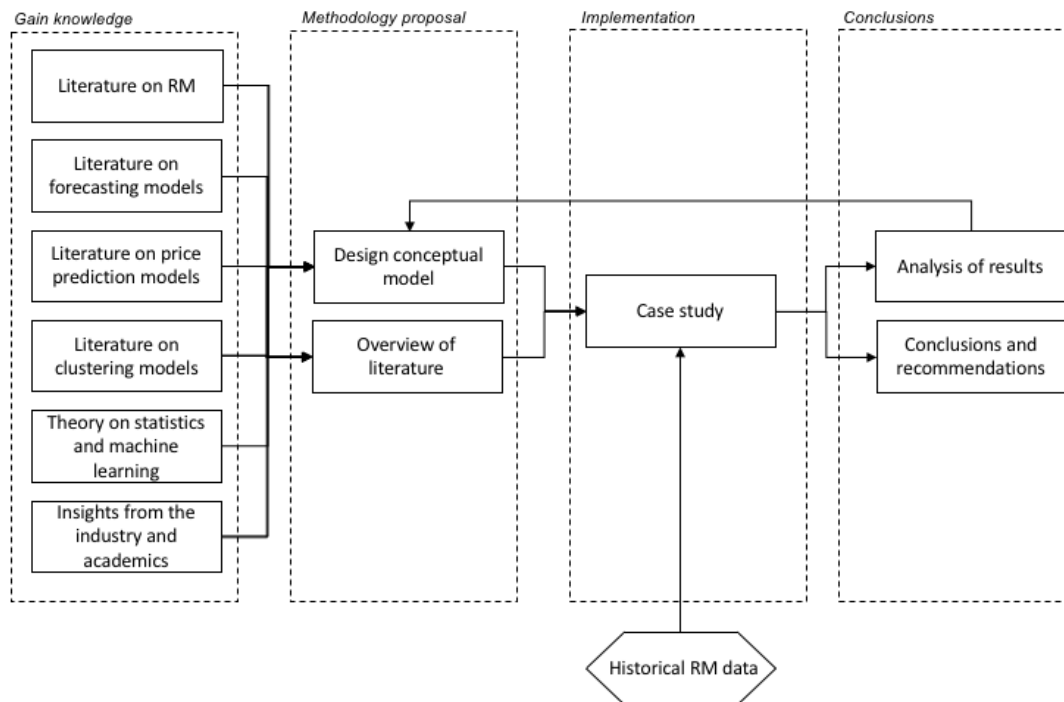 Gain knowledge
Methodology proposal
Implementation
Conclusions
Literature on RM
Literature on
forecasting models
Literature on price
prediction models
Literature on
clustering models
Theory on statistics
and machine
learning
Insights from the
industry and
academics
Design conceptual
model
Overview of
literature
Case study
Analysis of results
Conclusions and
recommendations
Historical RM data